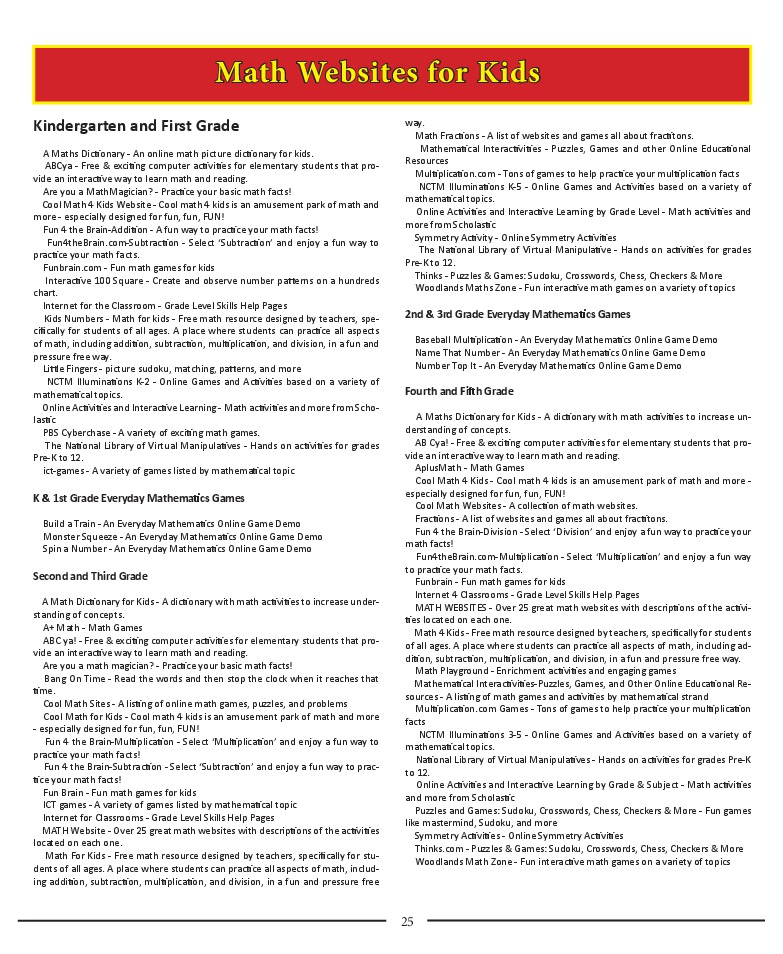 Math Websites for Kids
Kindergarten and First Grade
A Maths Dictionary - An online math picture dictionary for kids.
ABCya - Free & exciting computer activities for elementary students that pro-
vide an interactive way to learn math and reading.
Are you a MathMagician? - Practice your basic math facts!
Cool Math 4 Kids Website - Cool math 4 kids is an amusement park of math and
more - especially designed for fun, fun, FUN!
Fun 4 the Brain-Addition - A fun way to practice your math facts!
Fun4theBrain.com-Subtraction - Select ‘Subtraction’ and enjoy a fun way to
practice your math facts.
Funbrain.com - Fun math games for kids
Interactive 100 Square - Create and observe number patterns on a hundreds
chart.
Internet for the Classroom - Grade Level Skills Help Pages
Kids Numbers - Math for kids - Free math resource designed by teachers, spe-
cifically for students of all ages. A place where students can practice all aspects
of math, including addition, subtraction, multiplication, and division, in a fun and
pressure free way.
Little Fingers - picture sudoku, matching, patterns, and more
NCTM Illuminations K-2 - Online Games and Activities based on a variety of
mathematical topics.
Online Activities and Interactive Learning - Math activities and more from Scho-
lastic
PBS Cyberchase - A variety of exciting math games.
The National Library of Virtual Manipulatives - Hands on activities for grades
Pre-K to 12.
ict-games - A variety of games listed by mathematical topic
K & 1st Grade Everyday Mathematics Games
Build a Train - An Everyday Mathematics Online Game Demo
Monster Squeeze - An Everyday Mathematics Online Game Demo
Spin a Number - An Everyday Mathematics Online Game Demo
Second and Third Grade
A Math Dictionary for Kids - A dictionary with math activities to increase under-
standing of concepts.
A+ Math - Math Games
ABC ya! - Free & exciting computer activities for elementary students that pro-
vide an interactive way to learn math and reading.
Are you a math magician? - Practice your basic math facts!
Bang On Time - Read the words and then stop the clock when it reaches that
time.
Cool Math Sites - A listing of online math games, puzzles, and problems
Cool Math for Kids - Cool math 4 kids is an amusement park of math and more
- especially designed for fun, fun, FUN!
Fun 4 the Brain-Multiplication - Select ‘Multiplication’ and enjoy a fun way to
practice your math facts!
Fun 4 the Brain-Subtraction - Select ‘Subtraction’ and enjoy a fun way to prac-
tice your math facts!
Fun Brain - Fun math games for kids
ICT games - A variety of games listed by mathematical topic
Internet for Classrooms - Grade Level Skills Help Pages
MATH Website - Over 25 great math websites with descriptions of the activities
located on each one.
Math For Kids - Free math resource designed by teachers, specifically for stu-
dents of all ages. A place where students can practice all aspects of math, includ-
ing addition, subtraction, multiplication, and division, in a fun and pressure free
way.
Math Fractions - A list of websites and games all about fractitons.
Mathematical Interactivities - Puzzles, Games and other Online Educational
Resources
Multiplication.com - Tons of games to help practice your multiplication facts
NCTM Illuminations K-5 - Online Games and Activities based on a variety of
mathematical topics.
Online Activities and Interactive Learning by Grade Level - Math activities and
more from Scholastic
Symmetry Activity - Online Symmetry Activities
The National Library of Virtual Manipulative - Hands on activities for grades
Pre-K to 12.
Thinks - Puzzles & Games: Sudoku, Crosswords, Chess, Checkers & More
Woodlands Maths Zone - Fun interactive math games on a variety of topics
2nd & 3rd Grade Everyday Mathematics Games
Baseball Multiplication - An Everyday Mathematics Online Game Demo
Name That Number - An Everyday Mathematics Online Game Demo
Number Top It - An Everyday Mathematics Online Game Demo
Fourth and Fifth Grade
A Maths Dictionary for Kids - A dictionary with math activities to increase un-
derstanding of concepts.
AB Cya! - Free & exciting computer activities for elementary students that pro-
vide an interactive way to learn math and reading.
AplusMath - Math Games
Cool Math 4 Kids - Cool math 4 kids is an amusement park of math and more -
especially designed for fun, fun, FUN!
Cool Math Websites - A collection of math websites.
Fractions - A list of websites and games all about fractitons.
Fun 4 the Brain-Division - Select ‘Division’ and enjoy a fun way to practice your
math facts!
Fun4theBrain.com-Multiplication - Select ‘Multiplication’ and enjoy a fun way
to practice your math facts.
Funbrain - Fun math games for kids
Internet 4 Classrooms - Grade Level Skills Help Pages
MATH WEBSITES - Over 25 great math websites with descriptions of the activi-
ties located on each one.
Math 4 Kids - Free math resource designed by teachers, specifically for students
of all ages. A place where students can practice all aspects of math, including ad-
dition, subtraction, multiplication, and division, in a fun and pressure free way.
Math Playground - Enrichment activities and engaging games
Mathematical Interactivities-Puzzles, Games, and Other Online Educational Re-
sources - A listing of math games and activities by mathematical strand
Multiplication.com Games - Tons of games to help practice your multiplication
facts
NCTM Illuminations 3-5 - Online Games and Activities based on a variety of
mathematical topics.
National Library of Virtual Manipulatives - Hands on activities for grades Pre-K
to 12.
Online Activities and Interactive Learning by Grade & Subject - Math activities
and more from Scholastic
Puzzles and Games: Sudoku, Crosswords, Chess, Checkers & More - Fun games
like mastermind, Sudoku, and more
Symmetry Activities - Online Symmetry Activities
Thinks.com - Puzzles & Games: Sudoku, Crosswords, Chess, Checkers & More
Woodlands Math Zone - Fun interactive math games on a variety of topics
25